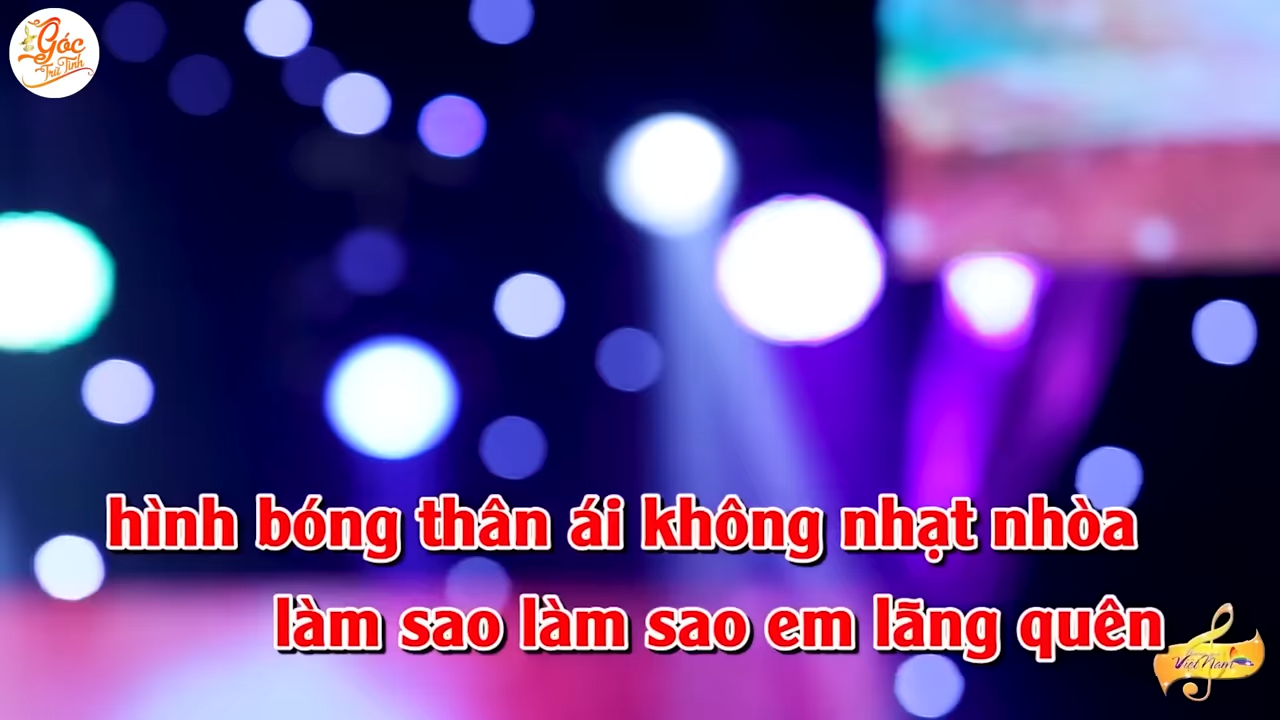 Góc
Trữ Tình
hình bóng thân ái không nhạt nhòa
làm sao làm sao em lãng quên
Việt Nam